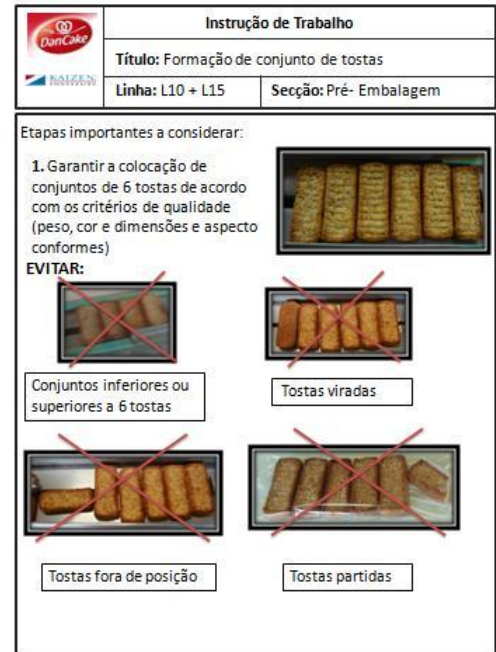 DanCake
KAIZEN
Instrução de Trabalho
Título: Formação de conjunto de tostas
Linha: L10 + L15
Secção: Pré- Embalagem
Etapas importantes a considerar:
1. Garantir a colocação de
conjuntos de 6 tostas de acordo
com os critérios de qualidade
(peso, cor e dimensões e aspecto
conformes)
EVITAR:
Conjuntos inferiores ou
superiores a 6 tostas
Tostas viradas
Tostas fora de posição
Tostas partidas